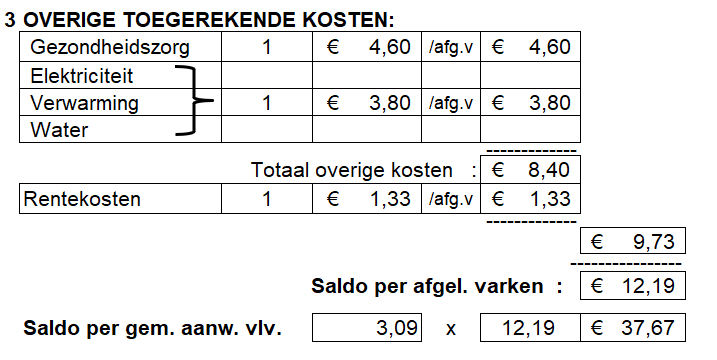 3 OVERIGE TOEGEREKENDE KOSTEN:
Gezondheidszorg 1 € 4,60 /afg.v € 4,60
Elektriciteit
Verwarming 1 € 3,80 /afg.v € 3,80
Water
-------------
Totaal overige kosten : € 8,40
Rentekosten 1 € 1,33 /afg.v € 1,33
-------------
€ 9,73
----------------
Saldo per afgel. varken : € 12,19
Saldo per gem. aanw. vlv. 3,09 x 12,19 € 37,67